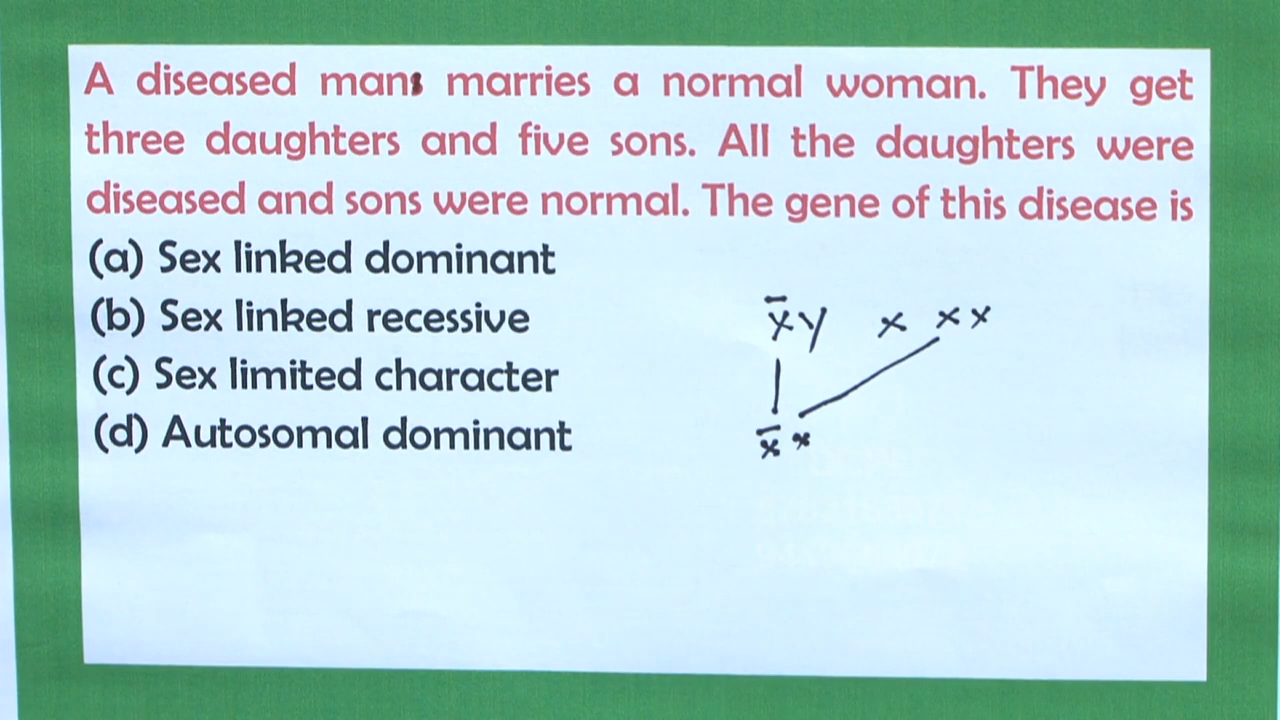 A diseased man marries a normal woman. They get
three daughters and five sons. All the daughters were
diseased and sons were normal. The gene of this disease is
(a) Sex linked dominant
(b) Sex linked recessive
(c) Sex limited character
(d) Autosomal dominant
x̄y x xx
x̄x